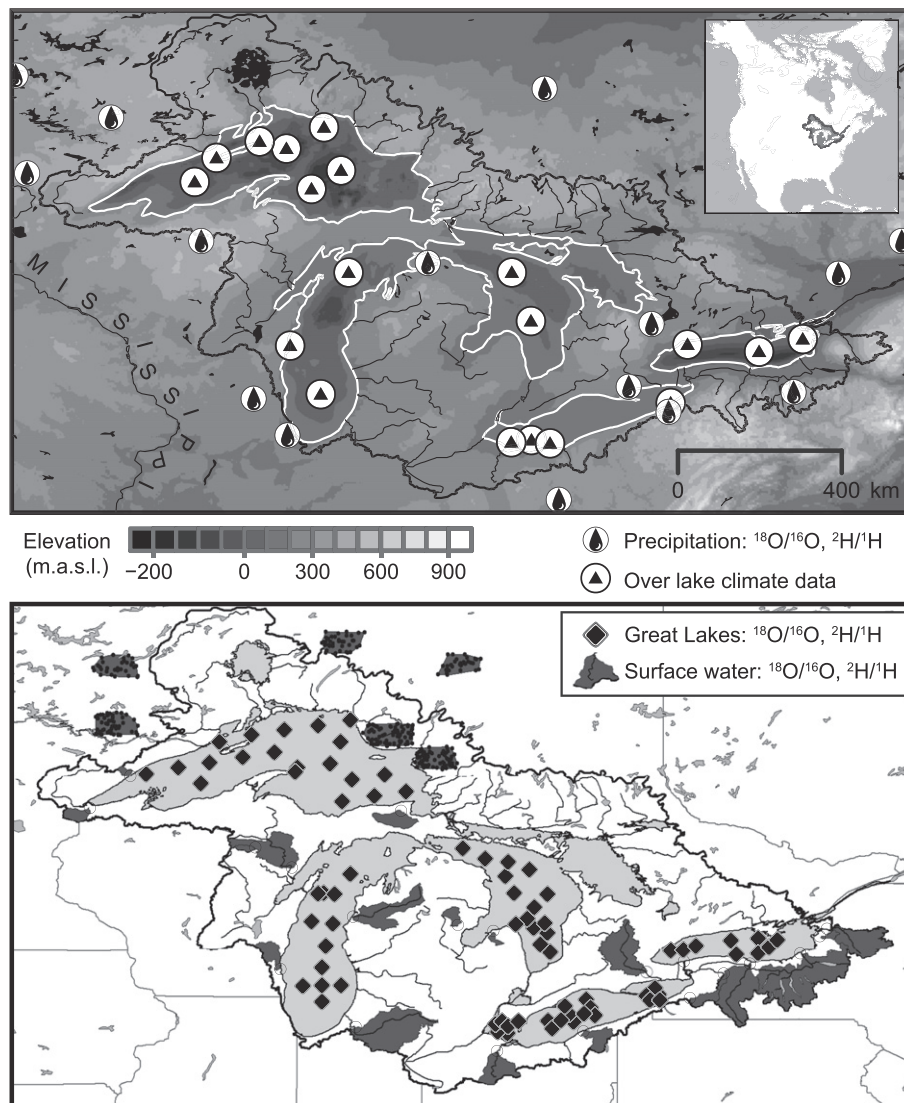 MISSISSIPPI
0 400 km
Elevation
(m.a.s.l.)
−200 0 300 600 900
Precipitation: ¹⁸O/¹⁶O, ²H/¹H
Over lake climate data
Great Lakes: ¹⁸O/¹⁶O, ²H/¹H
Surface water: ¹⁸O/¹⁶O, ²H/¹H